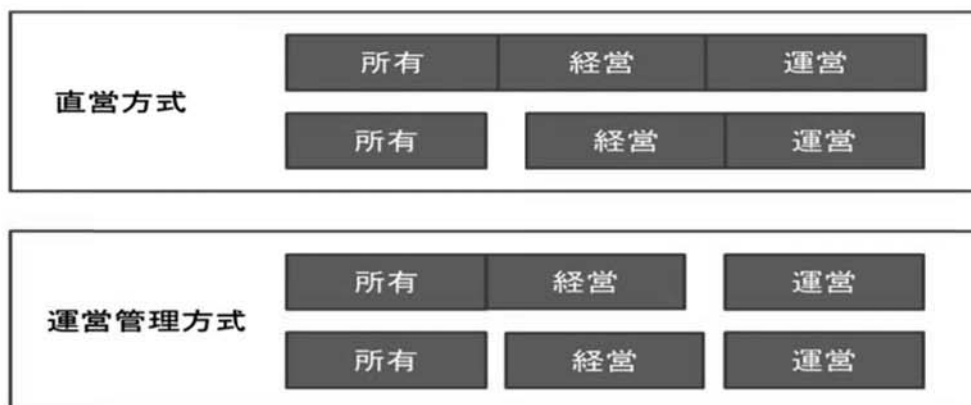 直営方式
所有 経営 運営
所有 経営 運営
運営管理方式
所有 経営 運営
所有 経営 運営